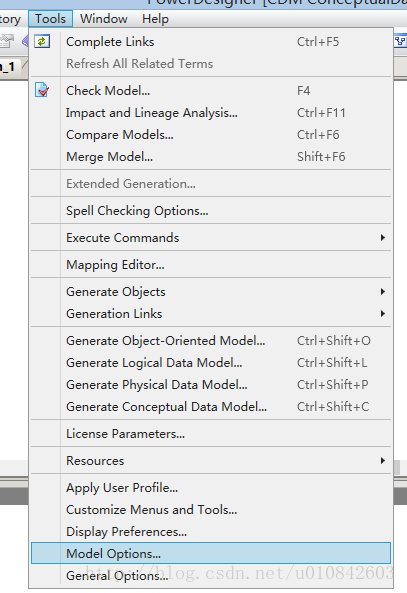 PowerDesigner [CDM ConceptualDa
tory Tools Window Help
n_1
Complete Links Ctrl+F5
Refresh All Related Terms
Check Model... F4
Impact and Lineage Analysis... Ctrl+F11
Compare Models... Ctrl+F6
Merge Model... Shift+F6
Extended Generation...
Spell Checking Options...
Execute Commands
Mapping Editor...
Generate Objects
Generation Links
Generate Object-Oriented Model... Ctrl+Shift+O
Generate Logical Data Model... Ctrl+Shift+L
Generate Physical Data Model... Ctrl+Shift+P
Generate Conceptual Data Model... Ctrl+Shift+C
License Parameters...
Resources
Apply User Profile...
Customize Menus and Tools...
Display Preferences...
Model Options...
General Options...
http://blog.csdn.net/u010842603